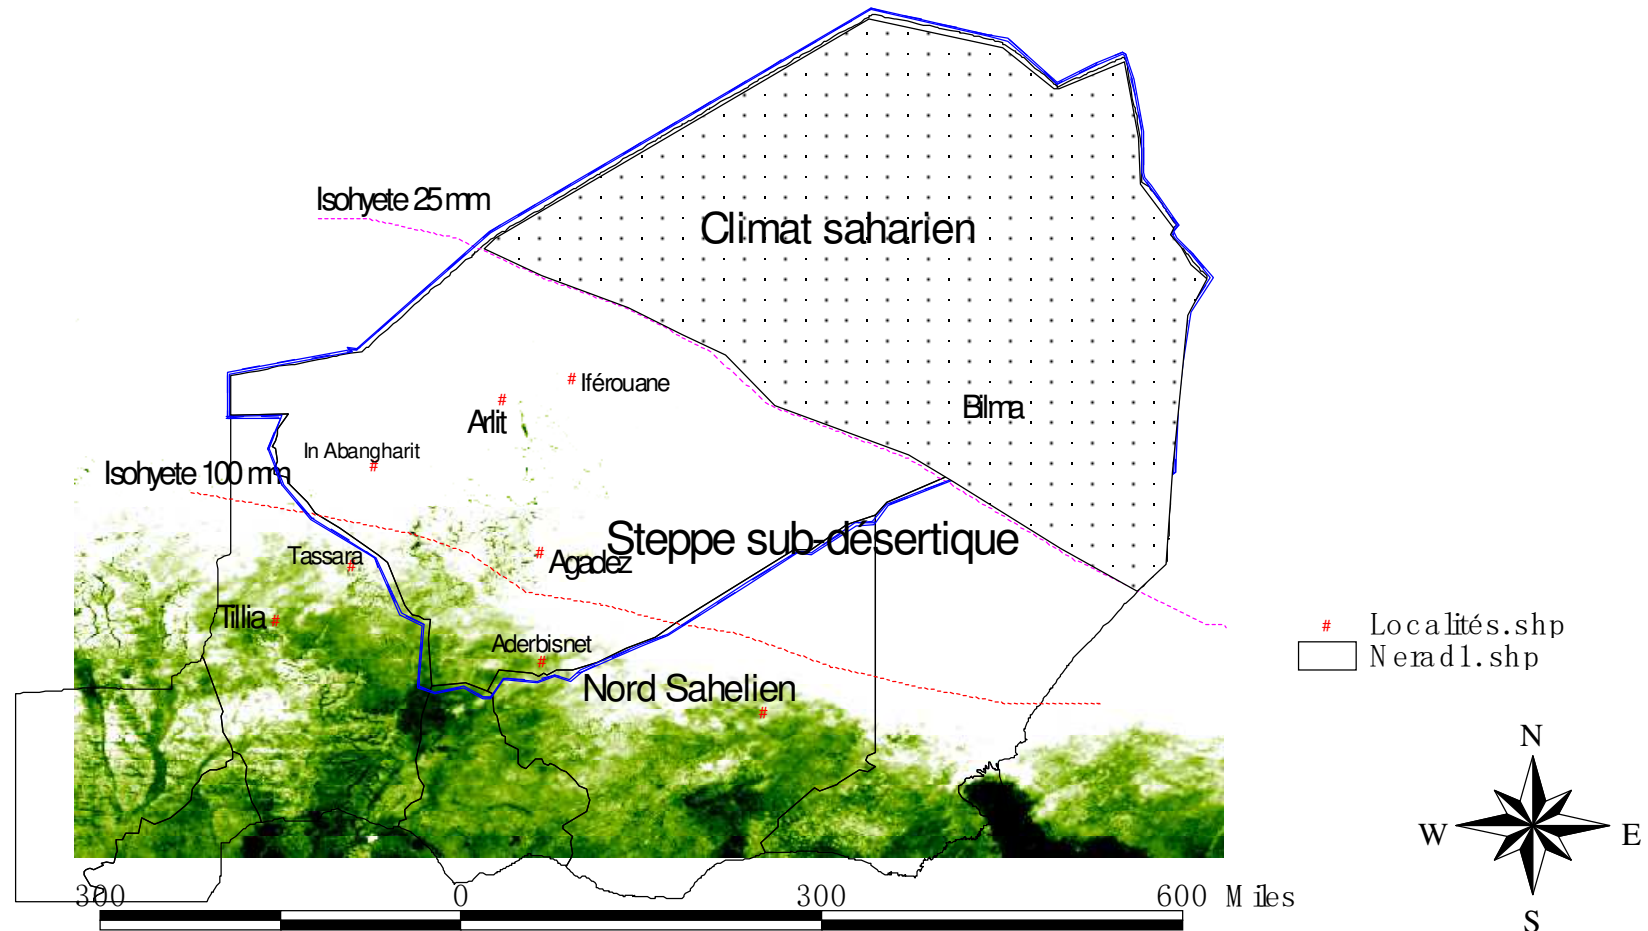 Isohyete 25 mm
Climat saharien
# Iférouane
#
Arlit
Bilma
In Abangharit
#
Isohyete 100 mm
Steppe sub-désertique
#
Agadez
Tassara
#
Tillia #
Aderbisnet
#
Nord Sahelien
#
# Localités.shp
Nerad1.shp
N
W E
S
300 0 300 600 Miles